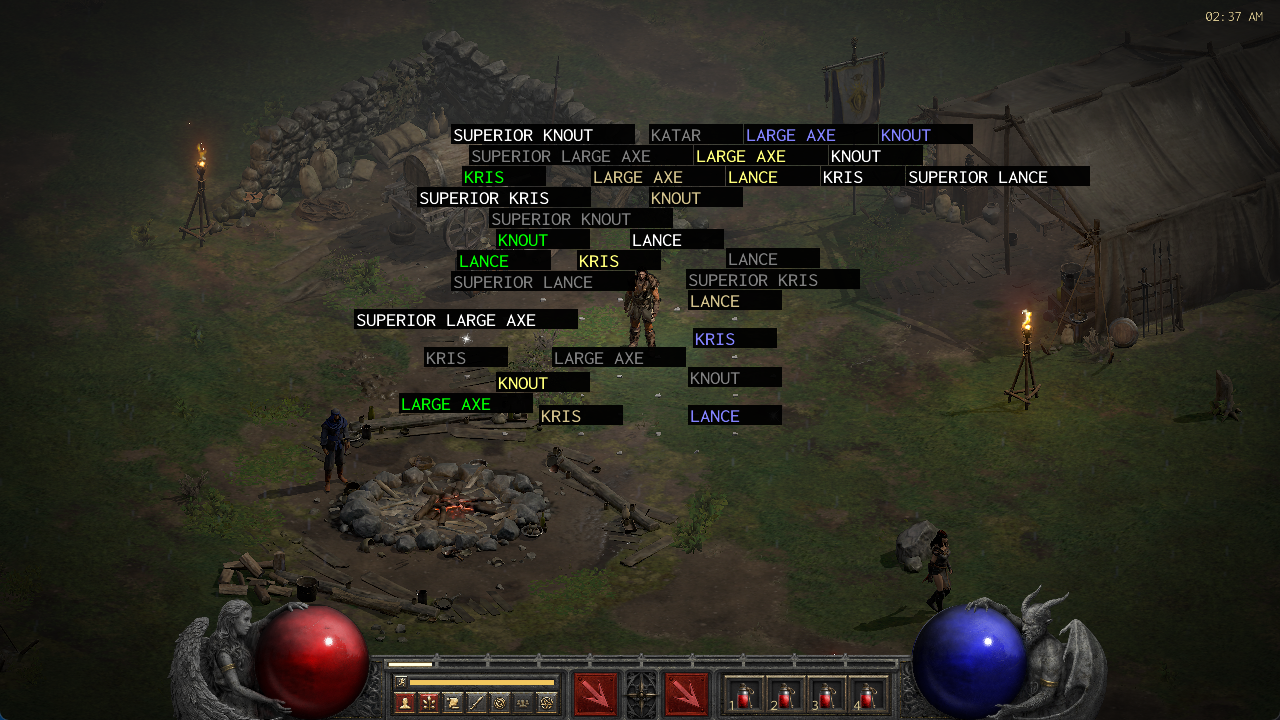 02:37 AM
SUPERIOR KNOUT KATAR LARGE AXE KNOUT
SUPERIOR LARGE AXE LARGE AXE KNOUT
KRIS LARGE AXE LANCE KRIS SUPERIOR LANCE
SUPERIOR KRIS KNOUT
SUPERIOR KNOUT
KNOUT LANCE
LANCE KRIS LANCE
SUPERIOR LANCE SUPERIOR KRIS
LANCE
SUPERIOR LARGE AXE
KRIS
KRIS LARGE AXE
KNOUT KNOUT
LARGE AXE
KRIS LANCE
1 2 3 4